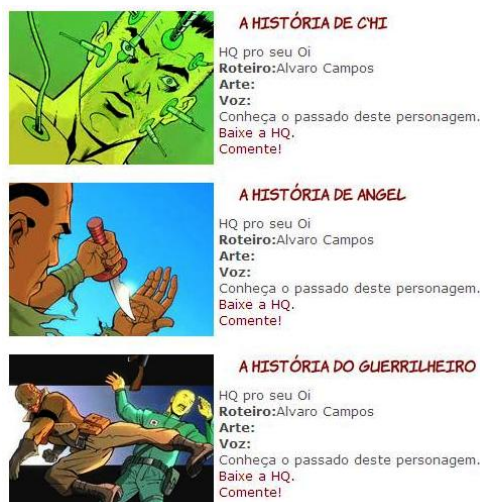 A HISTÓRIA DE C'HI
HQ pro seu Oi
Roteiro:Alvaro Campos
Arte:
Voz:
Conheça o passado deste personagem.
Baixe a HQ.
Comente!
A HISTÓRIA DE ANGEL
HQ pro seu Oi
Roteiro:Alvaro Campos
Arte:
Voz:
Conheça o passado deste personagem.
Baixe a HQ.
Comente!
A HISTÓRIA DO GUERRILHEIRO
HQ pro seu Oi
Roteiro:Alvaro Campos
Arte:
Voz:
Conheça o passado deste personagem.
Baixe a HQ.
Comente!